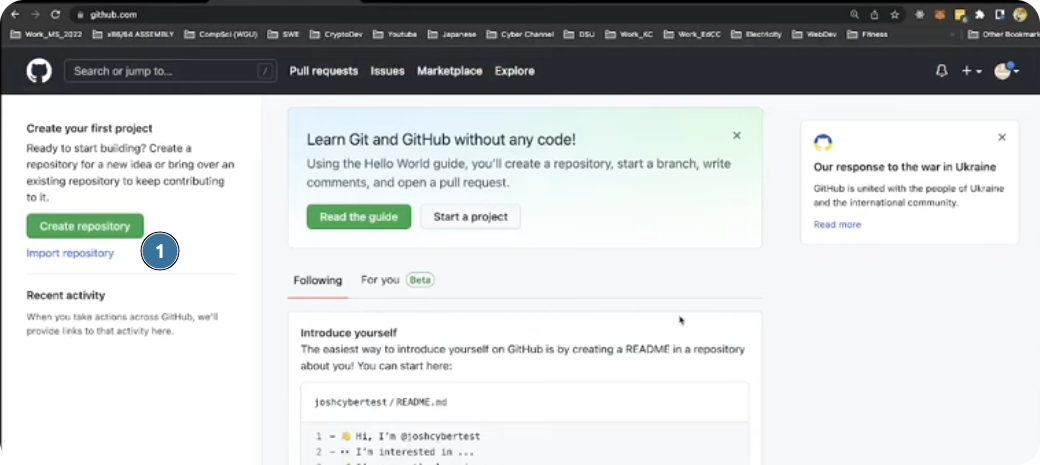 github.com
Work_MS_2022 x86/64 ASSEMBLY CompSci (WGU) SWE CryptoDev Youtube Japanese Cyber Channel DSU Work_KC Work_EdCC Electricity WebDev Fitness Other Bookmar
Search or jump to... / Pull requests Issues Marketplace Explore
Create your first project
Ready to start building? Create a
repository for a new idea or bring over an
existing repository to keep contributing
to it.
Create repository
Import repository
1
Recent activity
When you take actions across GitHub, we'll
provide links to that activity here.
Learn Git and GitHub without any code!
Using the Hello World guide, you'll create a repository, start a branch, write
comments, and open a pull request.
Read the guide Start a project
Following For you Beta
Introduce yourself
The easiest way to introduce yourself on GitHub is by creating a README in a repository
about you! You can start here:
joshcybertest / README.md
1 - 👋 Hi, I'm @joshcybertest
2 - 👀 I'm interested in ...
Our response to the war in Ukraine
GitHub is united with the people of Ukraine
and the international community.
Read more